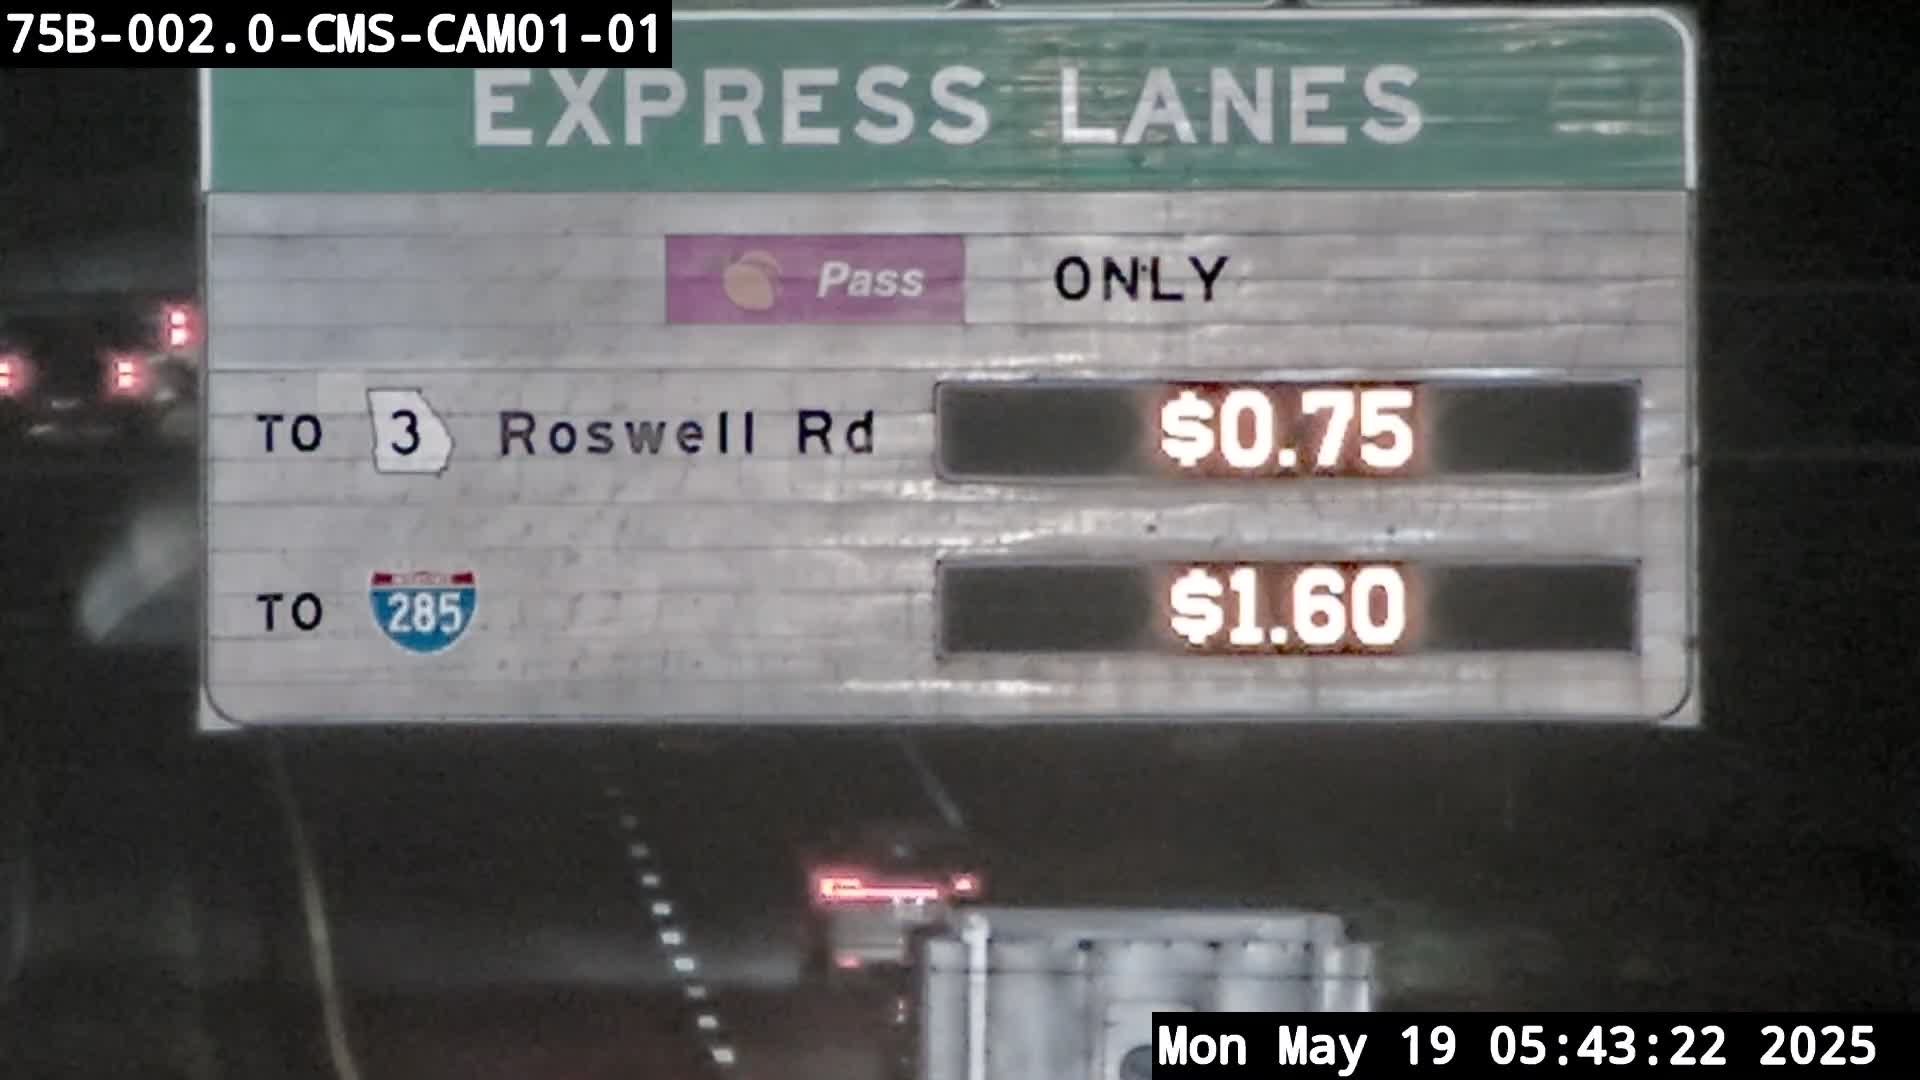 75B-002.0-CMS-CAM01-01
EXPRESS LANES
Pass ONLY
TO 3 Roswell Rd $0.75
TO 285 $1.60
Mon May 19 05:43:22 2025